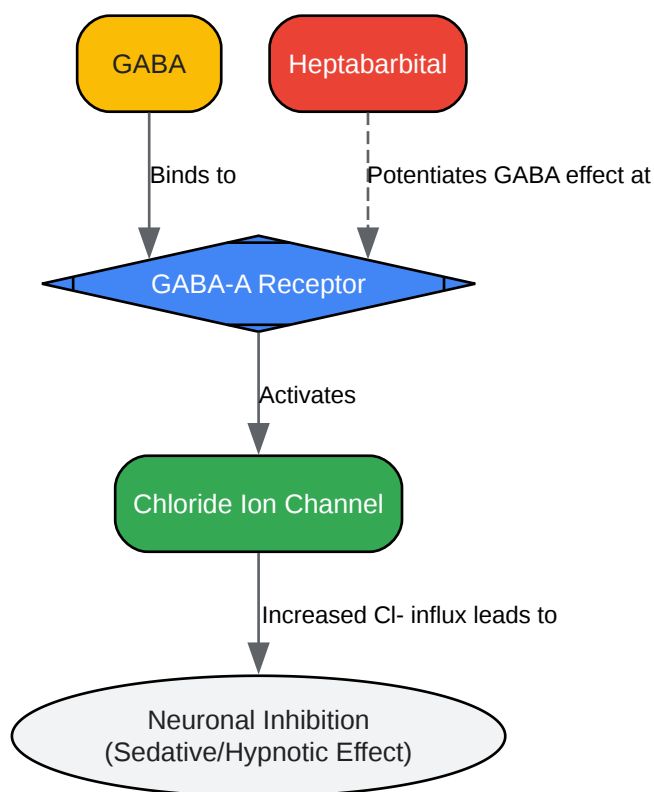 GABA
Heptabarbital
Binds to
Potentiates GABA effect at
GABA-A Receptor
Activates
Chloride Ion Channel
Increased Cl- influx leads to
Neuronal Inhibition
(Sedative/Hypnotic Effect)